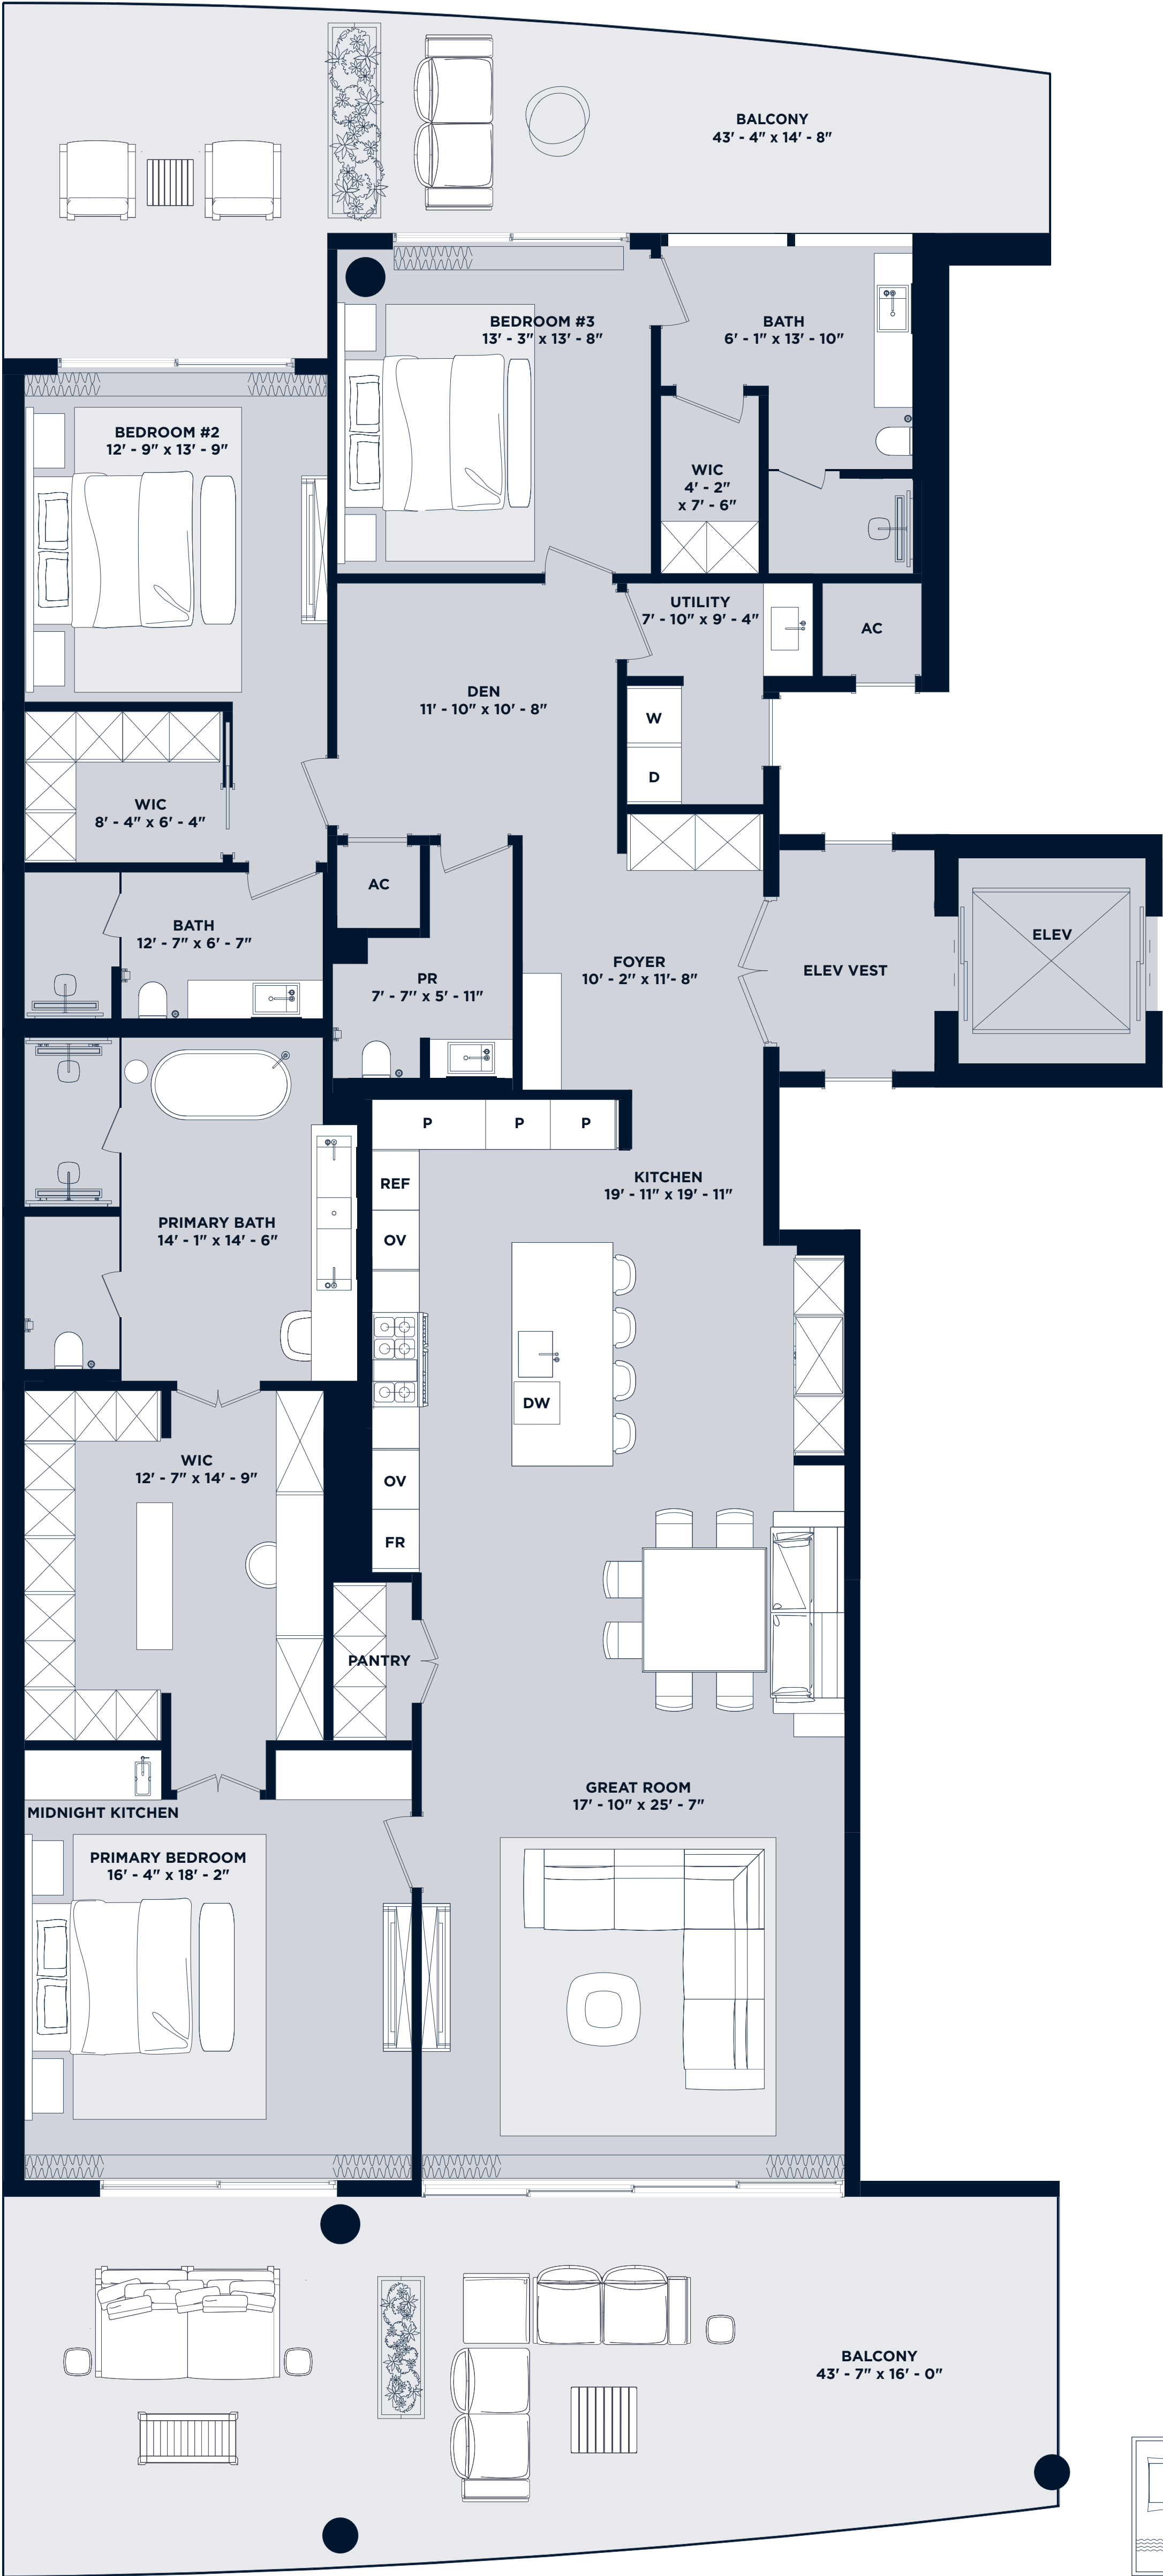 BALCONY
43' - 4" x 14' - 8"
BEDROOM #3
13' - 3" x 13' - 8"
BATH
6' - 1" x 13' - 10"
BEDROOM #2
12' - 9" x 13' - 9"
WIC
4' - 2"
x 7' - 6"
UTILITY
7' - 10" x 9' - 4"
AC
DEN
11' - 10" x 10' - 8"
W
D
WIC
8' - 4" x 6' - 4"
AC
BATH
12' - 7" x 6' - 7"
ELEV
FOYER
10' - 2'' x 11'- 8"
ELEV VEST
PR
7' - 7'' x 5' - 11"
P
P
P
KITCHEN
19' - 11" x 19' - 11"
REF
PRIMARY BATH
14' - 1" x 14' - 6"
OV
DW
WIC
12' - 7" x 14' - 9"
OV
FR
PANTRY
GREAT ROOM
17' - 10" x 25' - 7"
MIDNIGHT KITCHEN
PRIMARY BEDROOM
16' - 4" x 18' - 2"
BALCONY
43' - 7" x 16' - 0"